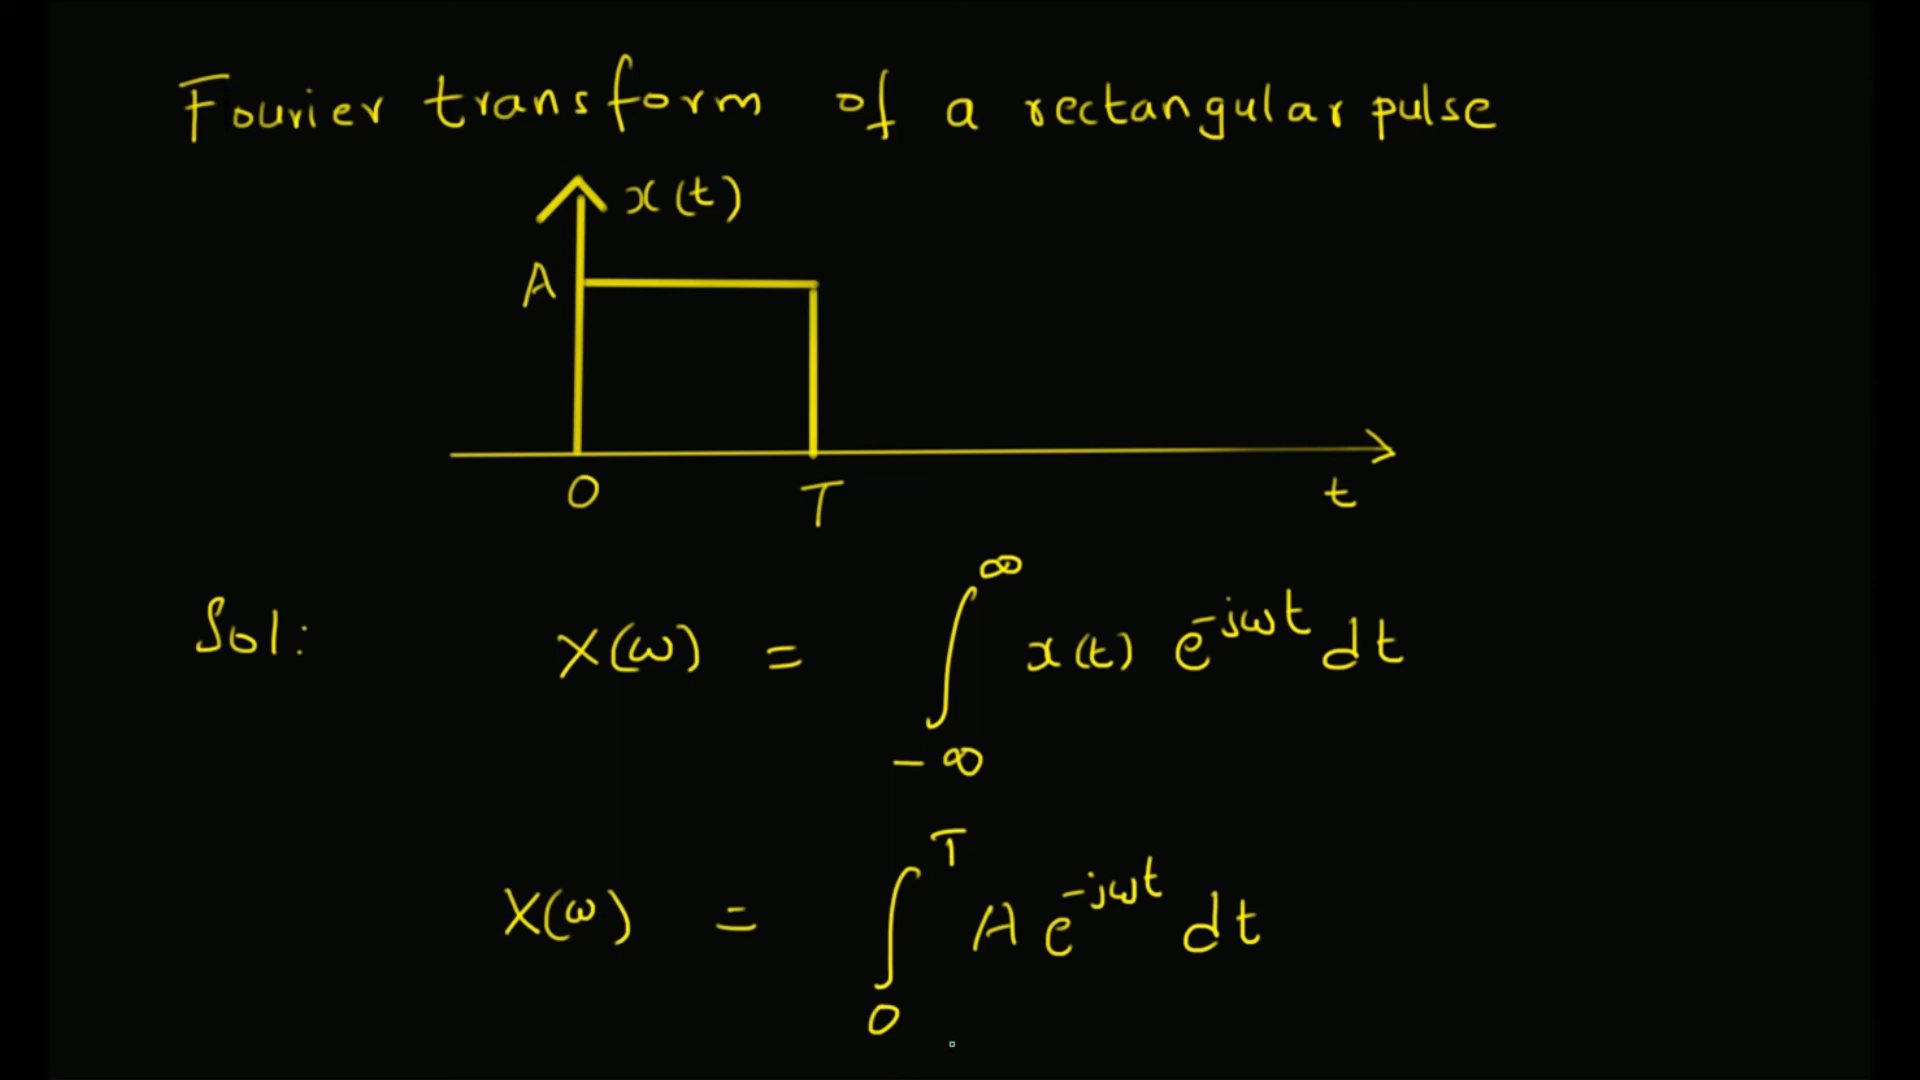 Fourier transform of a rectangular pulse
x(t)
A
0 T t
Sol: X(ω) = ∫_{-∞}^{∞} x(t) e^{-jωt} dt
X(ω) = ∫_{0}^{T} A e^{-jωt} dt